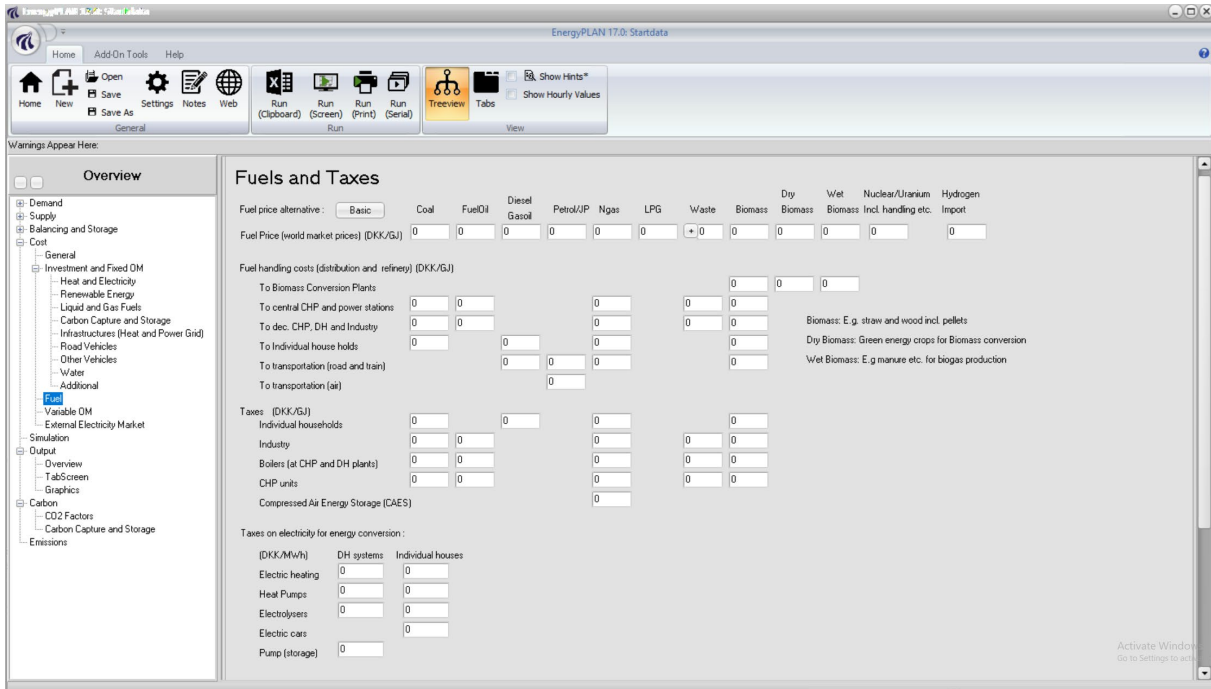 EnergyPLAN 17.0: Startdata
EnergyPLAN 17.0: Startdata
Home Add-On Tools Help
Home New Open Save Save As Settings Notes Web
General
Run (Clipboard) Run (Screen) Run (Print) Run (Serial)
Run
Treeview Tabs Show Hints* Show Hourly Values
View
Warnings Appear Here:
Overview
Demand
Supply
Balancing and Storage
Cost
General
Investment and Fixed OM
Heat and Electricity
Renewable Energy
Liquid and Gas Fuels
Carbon Capture and Storage
Infrastructures (Heat and Power Grid)
Road Vehicles
Other Vehicles
Water
Additional
Fuel
Variable OM
External Electricity Market
Simulation
Output
Overview
TabScreen
Graphics
Carbon
CO2 Factors
Carbon Capture and Storage
Emissions
Fuels and Taxes
Fuel price alternative : Basic Coal FuelOil Diesel Gasoil Petrol/JP Ngas LPG Waste Biomass Dry Biomass Wet Biomass Nuclear/Uranium Incl. handling etc. Hydrogen Import
Fuel Price (world market prices) (DKK/GJ) 0 0 0 0 0 0 + 0 0 0 0 0 0
Fuel handling costs (distribution and refinery) (DKK/GJ)
To Biomass Conversion Plants 0 0 0
To central CHP and power stations 0 0 0 0 0
To dec. CHP, DH and Industry 0 0 0 0 0 Biomass: E.g. straw and wood incl. pellets
To Individual house holds 0 0 0 0 Dry Biomass: Green energy crops for Biomass conversion
To transportation (road and train) 0 0 0 0 Wet Biomass: E.g manure etc. for biogas production
To transportation (air) 0
Taxes (DKK/GJ)
Individual households 0 0 0 0
Industry 0 0 0 0 0
Boilers (at CHP and DH plants) 0 0 0 0 0
CHP units 0 0 0 0 0
Compressed Air Energy Storage (CAES) 0
Taxes on electricity for energy conversion :
(DKK/MWh) DH systems Individual houses
Electric heating 0 0
Heat Pumps 0 0
Electrolysers 0 0
Electric cars 0
Pump (storage) 0
Activate Window
Go to Settings to acti